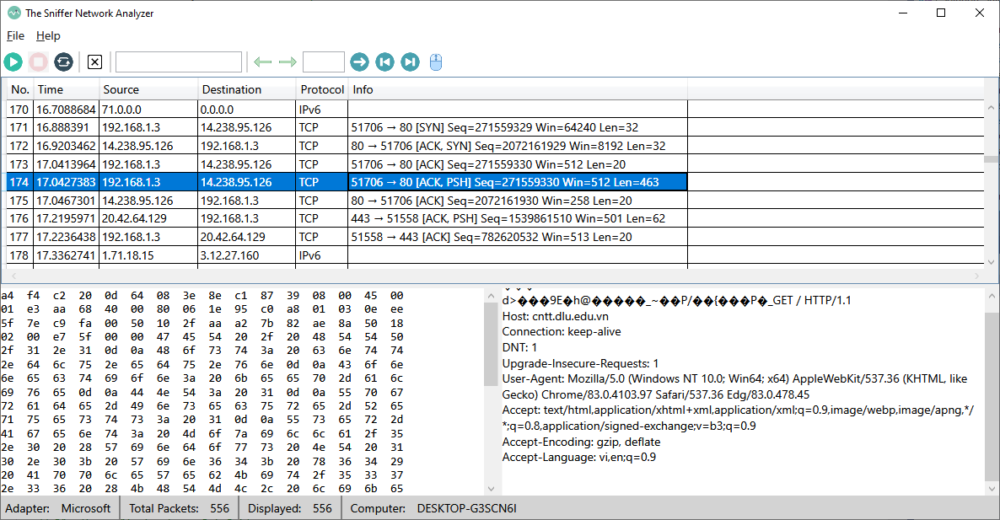 The Sniffer Network Analyzer
File Help
No. Time Source Destination Protocol Info
170 16.7088684 71.0.0.0 0.0.0.0 IPv6
171 16.888391 192.168.1.3 14.238.95.126 TCP 51706 → 80 [SYN] Seq=271559329 Win=64240 Len=32
172 16.9203462 14.238.95.126 192.168.1.3 TCP 80 → 51706 [ACK, SYN] Seq=2072161929 Win=8192 Len=32
173 17.0413964 192.168.1.3 14.238.95.126 TCP 51706 → 80 [ACK] Seq=271559330 Win=512 Len=20
174 17.0427383 192.168.1.3 14.238.95.126 TCP 51706 → 80 [ACK, PSH] Seq=271559330 Win=512 Len=463
175 17.0467301 14.238.95.126 192.168.1.3 TCP 80 → 51706 [ACK] Seq=2072161930 Win=258 Len=20
176 17.2195971 20.42.64.129 192.168.1.3 TCP 443 → 51558 [ACK, PSH] Seq=1539861510 Win=501 Len=62
177 17.2236438 192.168.1.3 20.42.64.129 TCP 51558 → 443 [ACK] Seq=782620532 Win=513 Len=20
178 17.3362741 1.71.18.15 3.12.27.160 IPv6
a4 f4 c2 20 0d 64 08 3e 8e c1 87 39 08 00 45 00
01 e3 aa 68 40 00 80 06 1e 95 c0 a8 01 03 0e ee
5f 7e c9 fa 00 50 10 2f aa a2 7b 82 ae 8a 50 18
02 00 e7 5f 00 00 47 45 54 20 2f 20 48 54 54 50
2f 31 2e 31 0d 0a 48 6f 73 74 3a 20 63 6e 74 74
2e 64 6c 75 2e 65 64 75 2e 76 6e 0d 0a 43 6f 6e
6e 65 63 74 69 6f 6e 3a 20 6b 65 65 70 2d 61 6c
69 76 65 0d 0a 44 4e 54 3a 20 31 0d 0a 55 70 67
72 61 64 65 2d 49 6e 73 65 63 75 72 65 2d 52 65
71 75 65 73 74 73 3a 20 31 0d 0a 55 73 65 72 2d
41 67 65 6e 74 3a 20 4d 6f 7a 69 6c 6c 61 2f 35
2e 30 20 28 57 69 6e 64 6f 77 73 20 4e 54 20 31
30 2e 30 3b 20 57 69 6e 36 34 3b 20 78 36 34 29
20 41 70 70 6c 65 57 65 62 4b 69 74 2f 35 33 37
2e 33 36 20 28 4b 48 54 4d 4c 2c 20 6c 69 6b 65
d>���9E�h@�����_~��P/��{���P�_GET / HTTP/1.1
Host: cntt.dlu.edu.vn
Connection: keep-alive
DNT: 1
Upgrade-Insecure-Requests: 1
User-Agent: Mozilla/5.0 (Windows NT 10.0; Win64; x64) AppleWebKit/537.36 (KHTML, like
Gecko) Chrome/83.0.4103.97 Safari/537.36 Edg/83.0.478.45
Accept: text/html,application/xhtml+xml,application/xml;q=0.9,image/webp,image/apng,*/
*;q=0.8,application/signed-exchange;v=b3;q=0.9
Accept-Encoding: gzip, deflate
Accept-Language: vi,en;q=0.9
Adapter: Microsoft Total Packets: 556 Displayed: 556 Computer: DESKTOP-G3SCN6I